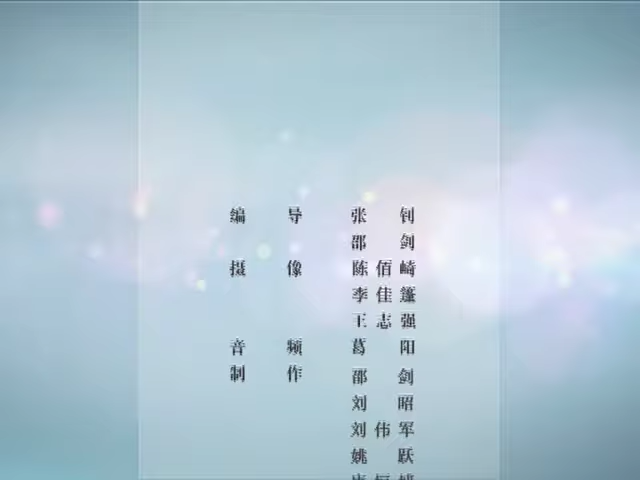 编导 张钊
邵剑
摄像 陈佰崎
李佳篷
王志强
音频 葛阳
制作 邵剑
刘昭
刘伟军
姚跃